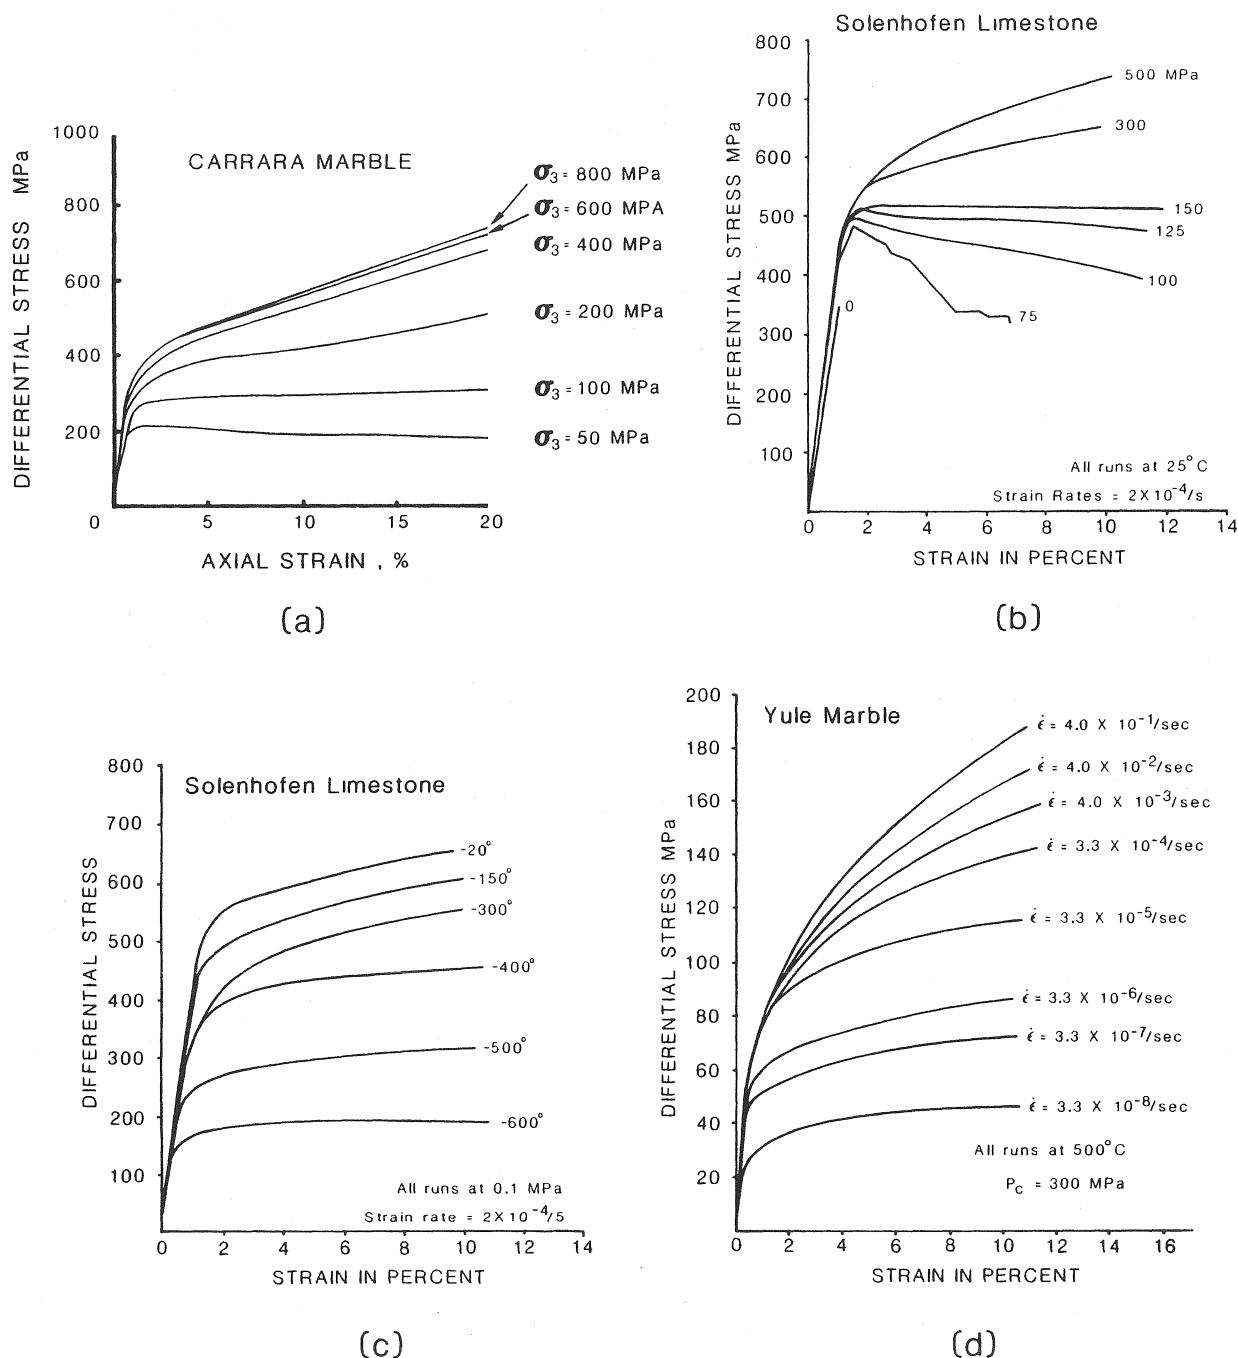 CARRARA MARBLE
DIFFERENTIAL STRESS MPa
1000
800
600
400
200
0
5
10
15
20
AXIAL STRAIN , %
σ3 = 800 MPa
σ3 = 600 MPA
σ3 = 400 MPa
σ3 = 200 MPa
σ3 = 100 MPa
σ3 = 50 MPa
(a)
Solenhofen Limestone
DIFFERENTIAL STRESS MPa
800
700
600
500
400
300
200
100
500 MPa
300
150
125
100
75
0
All runs at 25°C
Strain Rates = 2X10⁻⁴/s
0 2 4 6 8 10 12 14
STRAIN IN PERCENT
(b)
Solenhofen Limestone
DIFFERENTIAL STRESS
800
700
600
500
400
300
200
100
-20°
-150°
-300°
-400°
-500°
-600°
All runs at 0.1 MPa
Strain rate = 2X10⁻⁴/5
0 2 4 6 8 10 12 14
STRAIN IN PERCENT
(c)
Yule Marble
DIFFERENTIAL STRESS MPa
200
180
160
140
120
100
80
60
40
20
ε̇ = 4.0 X 10⁻¹/sec
ε̇ = 4.0 X 10⁻²/sec
ε̇ = 4.0 X 10⁻³/sec
ε̇ = 3.3 X 10⁻⁴/sec
ε̇ = 3.3 X 10⁻⁵/sec
ε̇ = 3.3 X 10⁻⁶/sec
ε̇ = 3.3 X 10⁻⁷/sec
ε̇ = 3.3 X 10⁻⁸/sec
All runs at 500°C
PC = 300 MPa
0 2 4 6 8 10 12 14 16
STRAIN IN PERCENT
(d)